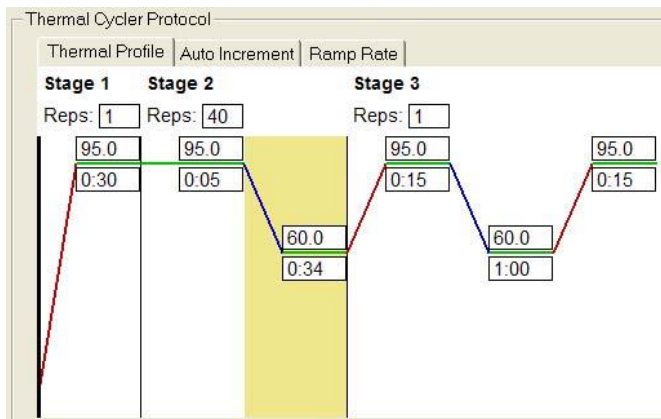 Thermal Cycler Protocol
Thermal Profile Auto Increment Ramp Rate
Stage 1 Stage 2 Stage 3
Reps: 1 Reps: 40 Reps: 1
95.0 95.0 95.0 95.0
0:30 0:05 0:15 0:15
60.0 60.0
0:34 1:00